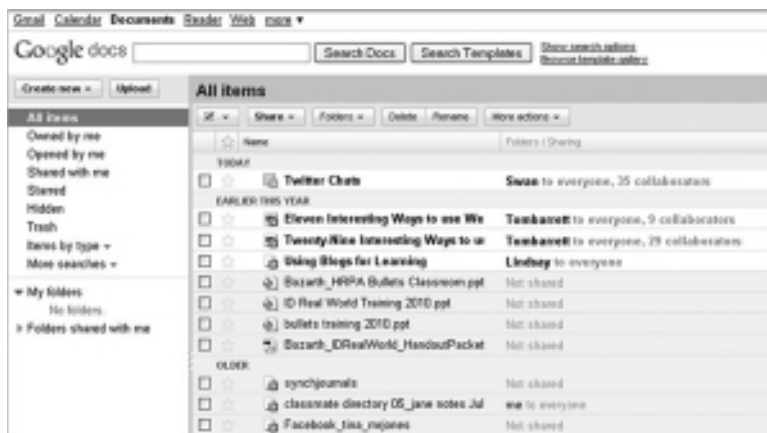 Gmail Calendar Documents Reader Web more ▼
Google docs Search Docs Search Templates Show search options
Browse template gallery
Create new Upload
All items
Owned by me
Opened by me
Shared with me
Starred
Hidden
Trash
Items by type
More searches
My folders
No folders.
Folders shared with me
All items
Share Folders Delete Rename More actions
Name Folders / Sharing
TODAY
Twitter Chats Swan to everyone, 35 collaborators
EARLIER THIS YEAR
Eleven Interesting Ways to use We Tombarrett to everyone, 9 collaborators
Twenty-Nine Interesting Ways to us Tombarrett to everyone, 29 collaborators
Using Blogs for Learning Lindsay to everyone
Bozarth_HRPA Bullets Classroom.ppt Not shared
ID Real World Training 2010.ppt Not shared
bullets training 2010.ppt Not shared
Bozarth_IDRealWorld_HandoutPacket Not shared
OLDER
synchjournals Not shared
classmate directory 05_jane notes Jul me to everyone
Facebook_tina_mejones Not shared